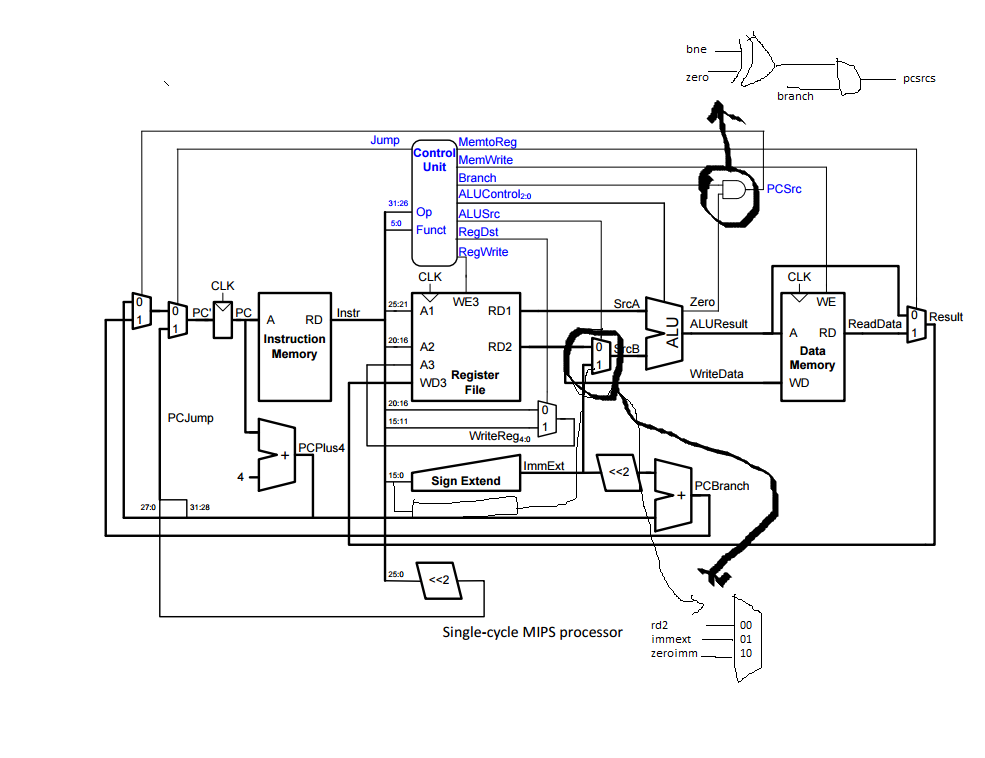 bne
zero
pcsrcs
branch
Jump
Control
Unit
MemtoReg
MemWrite
Branch
ALUControl2:0
ALUSrc
RegDst
RegWrite
PCSrc
31:26
Op
5:0
Funct
CLK
CLK
CLK
0
1
0
1
PC'
PC
A
RD
Instruction
Memory
Instr
25:21
A1
WE3
RD1
20:16
A2
RD2
A3
WD3
Register
File
SrcA
SrcB
0
1
ALU
Zero
ALUResult
WriteData
WE
A
RD
Data
Memory
WD
ReadData
0
1
Result
20:16
15:11
0
1
WriteReg4:0
PCJump
PCPlus4
+
4
15:0
Sign Extend
ImmExt
<<2
+
PCBranch
27:0
31:28
25:0
<<2
Single-cycle MIPS processor
rd2
00
immext
01
zeroimm
10